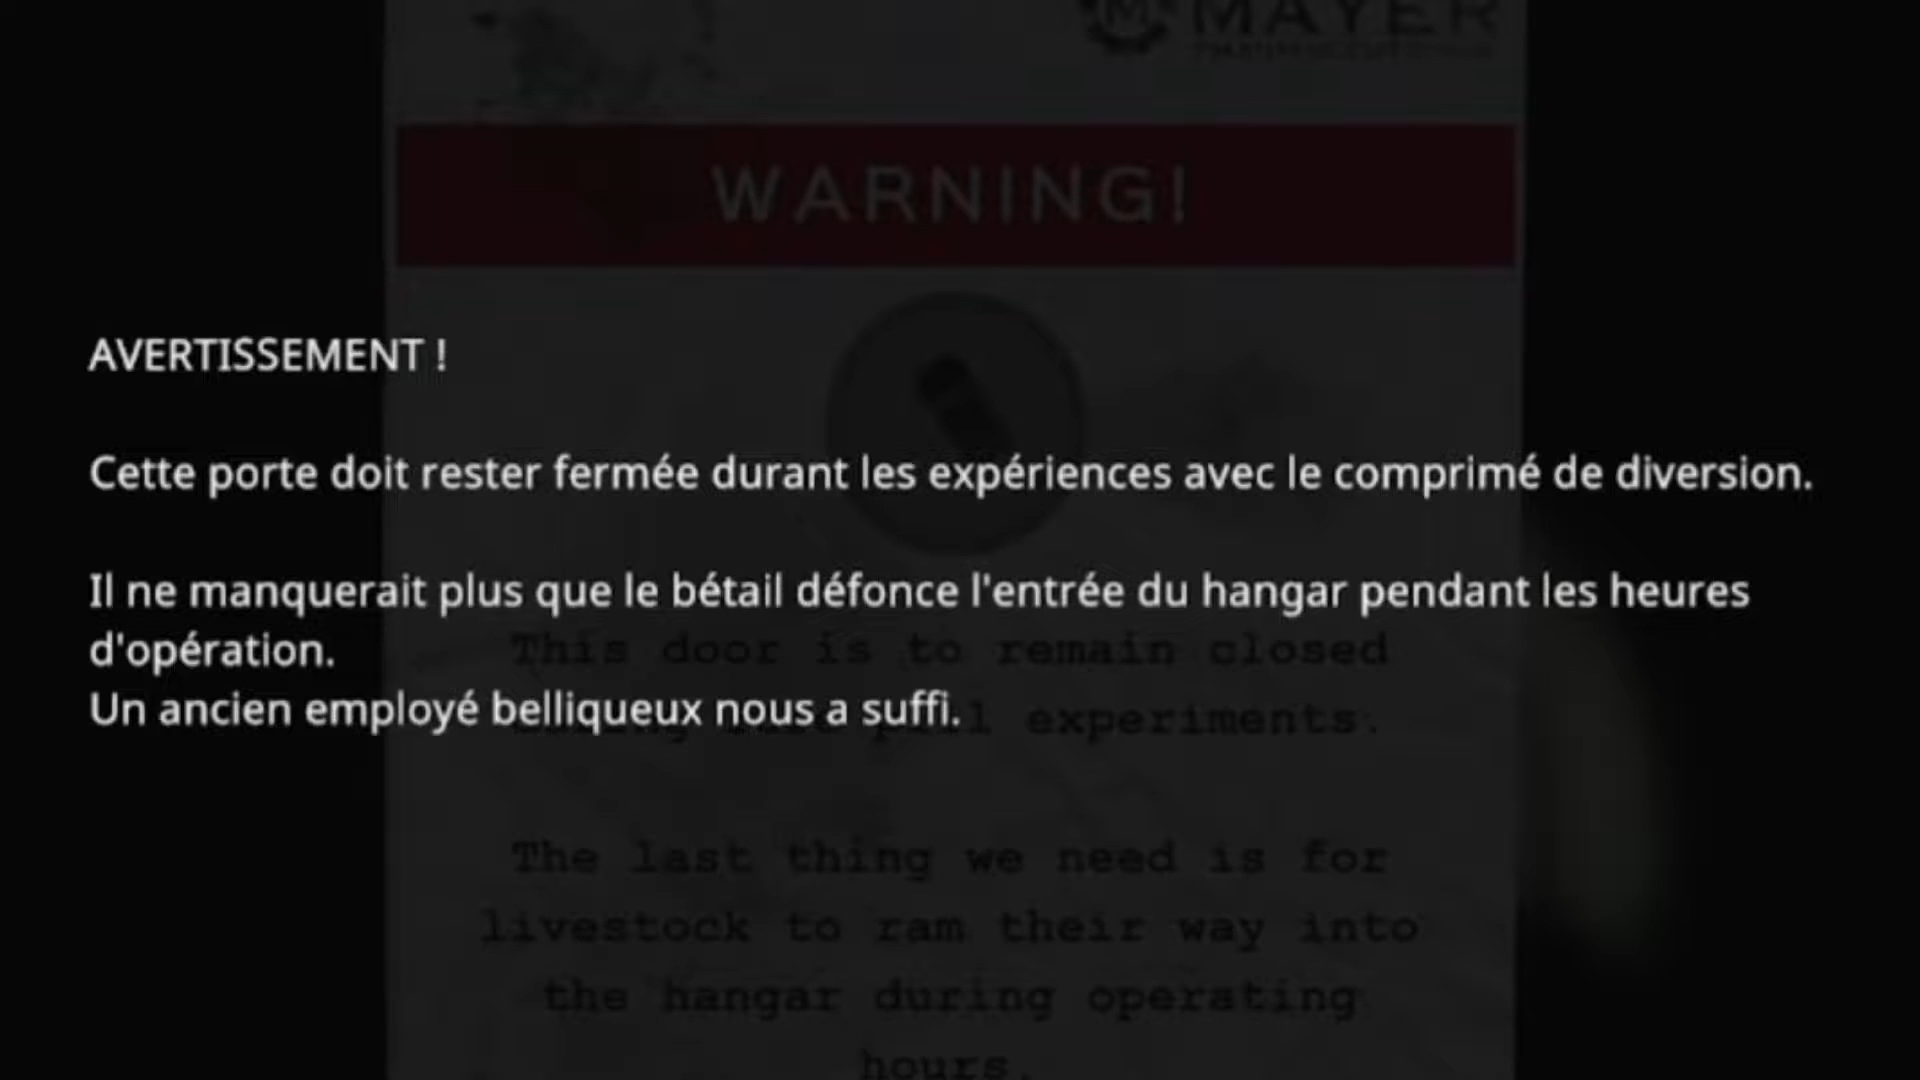 MAYER
WARNING!
AVERTISSEMENT !
Cette porte doit rester fermée durant les expériences avec le comprimé de diversion.
Il ne manquerait plus que le bétail défonce l'entrée du hangar pendant les heures
d'opération.
Un ancien employé belliqueux nous a suffi.
This door is to remain closed
experiments.
The last thing we need is for
livestock to ram their way into
the hangar during operating
hours.